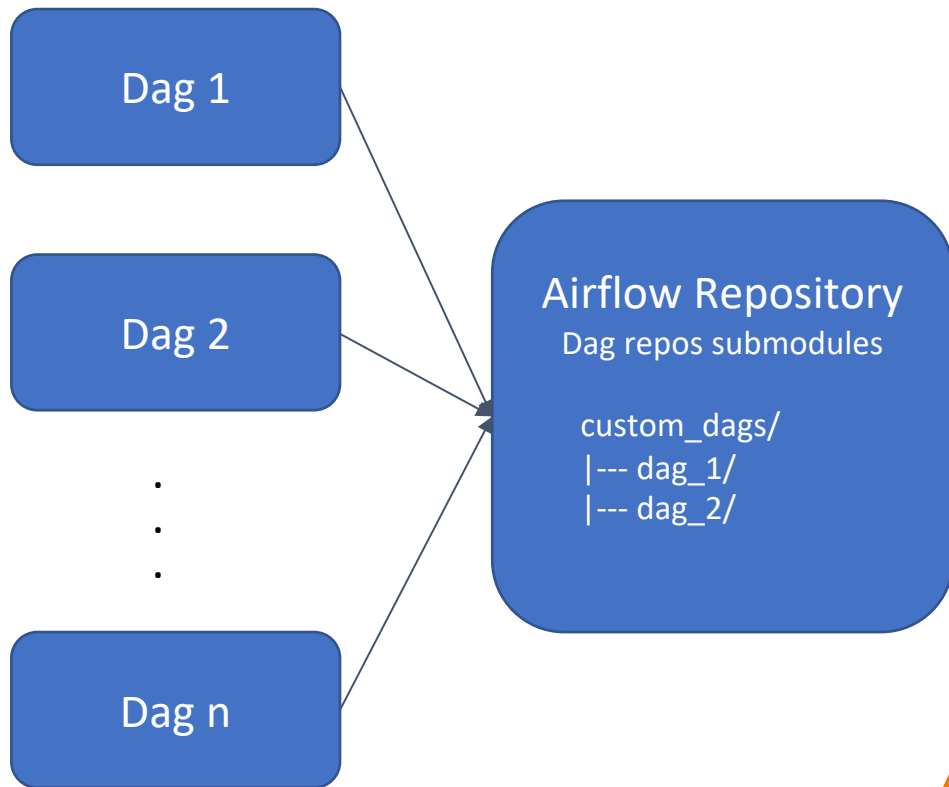 Dag 1
Dag 2
.
.
.
Dag n
Airflow Repository
Dag repos submodules
custom_dags/
|--- dag_1/
|--- dag_2/